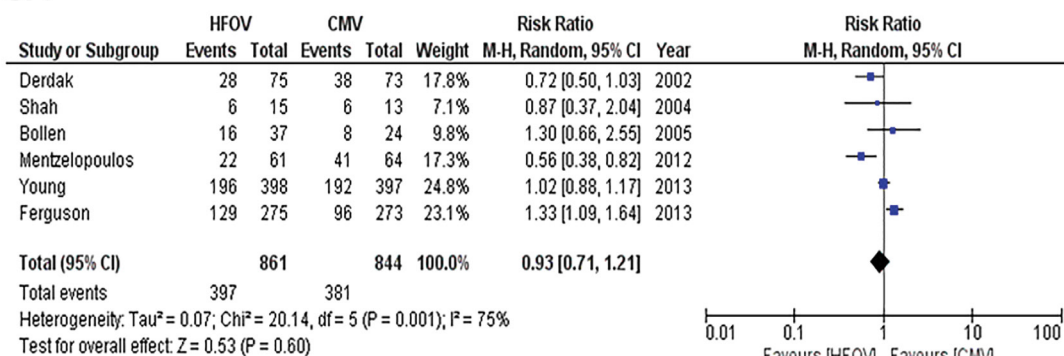 HFOV CMV Risk Ratio Risk Ratio
Study or Subgroup Events Total Events Total Weight M-H, Random, 95% CI Year M-H, Random, 95% CI
Derdak 28 75 38 73 17.8% 0.72 [0.50, 1.03] 2002
Shah 6 15 6 13 7.1% 0.87 [0.37, 2.04] 2004
Bollen 16 37 8 24 9.8% 1.30 [0.66, 2.55] 2005
Mentzelopoulos 22 61 41 64 17.3% 0.56 [0.38, 0.82] 2012
Young 196 398 192 397 24.8% 1.02 [0.88, 1.17] 2013
Ferguson 129 275 96 273 23.1% 1.33 [1.09, 1.64] 2013
Total (95% CI) 861 844 100.0% 0.93 [0.71, 1.21]
Total events 397 381
Heterogeneity: Tau² = 0.07; Chi² = 20.14, df = 5 (P = 0.001); I² = 75%
Test for overall effect: Z = 0.53 (P = 0.60)
0.01 0.1 1 10 100
Favours [HFOV] Favours [CMV]